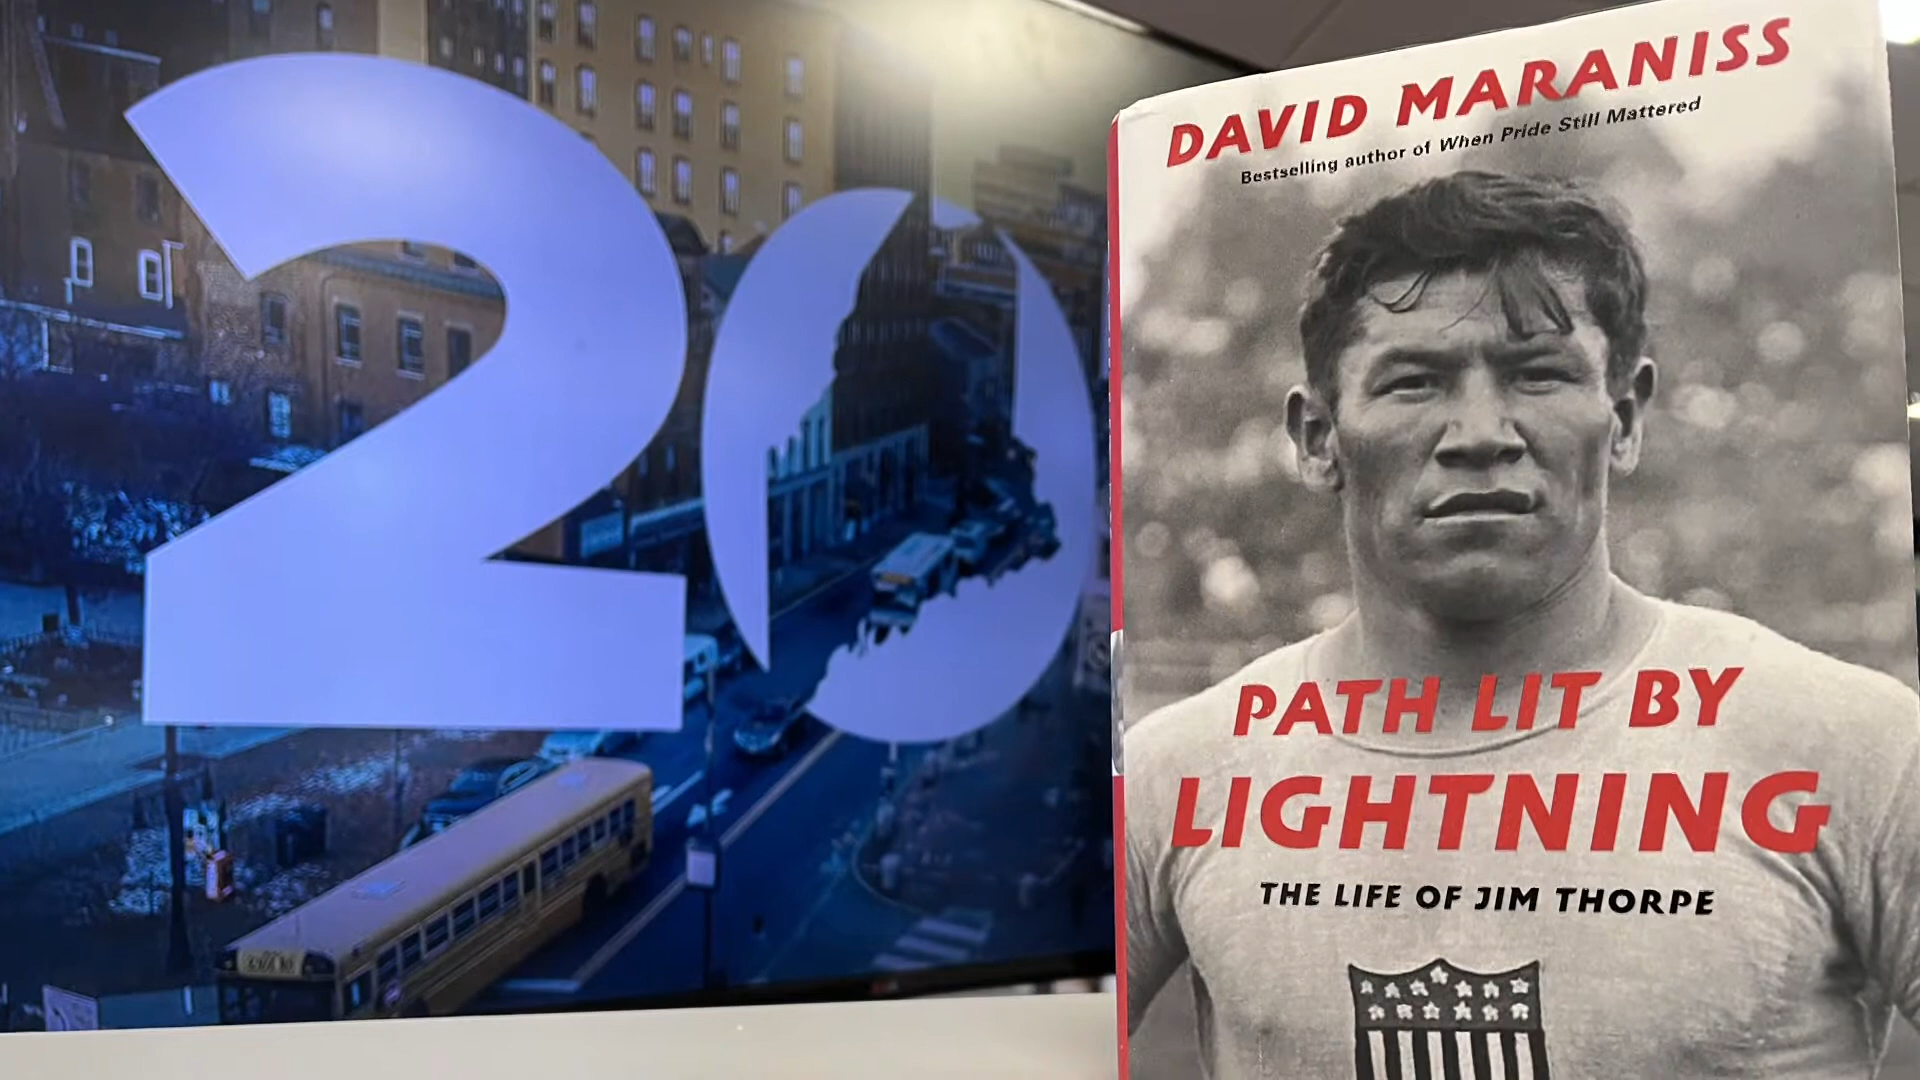 20
DAVID MARANISS
Bestselling author of When Pride Still Mattered
PATH LIT BY
LIGHTNING
THE LIFE OF JIM THORPE